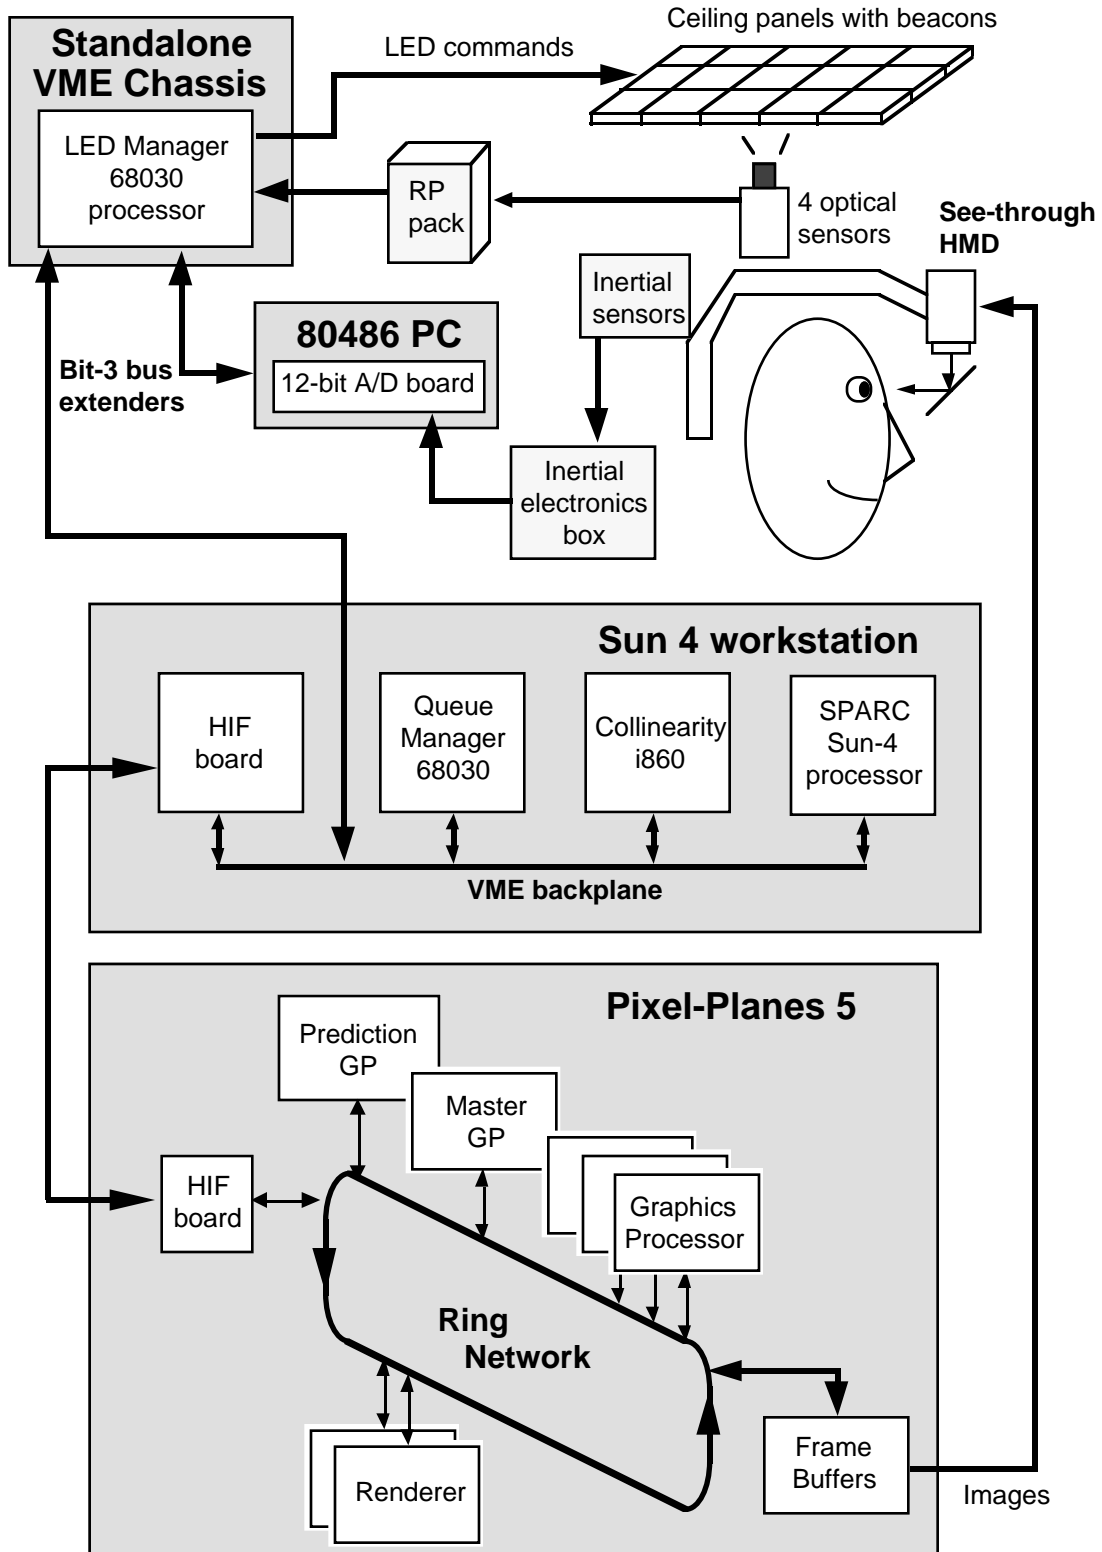 Ceiling panels with beacons
Standalone
VME Chassis
LED commands
LED Manager
68030
processor
RP
pack
4 optical
sensors
See-through
HMD
Inertial
sensors
80486 PC
12-bit A/D board
Bit-3 bus
extenders
Inertial
electronics
box
Sun 4 workstation
HIF
board
Queue
Manager
68030
Collinearity
i860
SPARC
Sun-4
processor
VME backplane
Pixel-Planes 5
Prediction
GP
Master
GP
HIF
board
Graphics
Processor
Ring
Network
Renderer
Frame
Buffers
Images